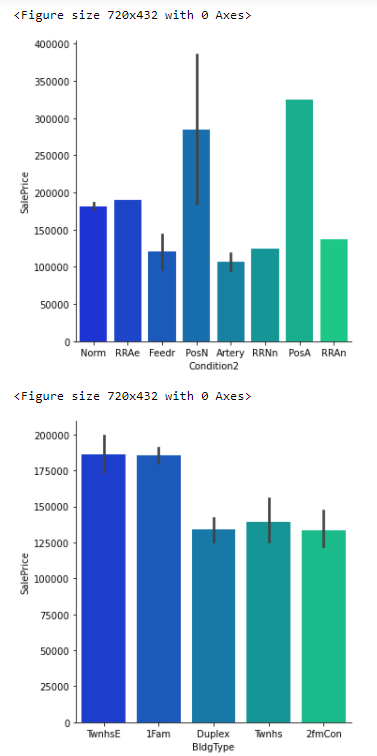 <Figure size 720x432 with 0 Axes>
400000
350000
300000
250000
200000
150000
100000
50000
0
SalePrice
Norm RRAe Feedr PosN Artery RRNn PosA RRAn
Condition2
<Figure size 720x432 with 0 Axes>
200000
175000
150000
125000
100000
75000
50000
25000
0
SalePrice
TwnhsE 1Fam Duplex Twnhs 2fmCon
BldgType